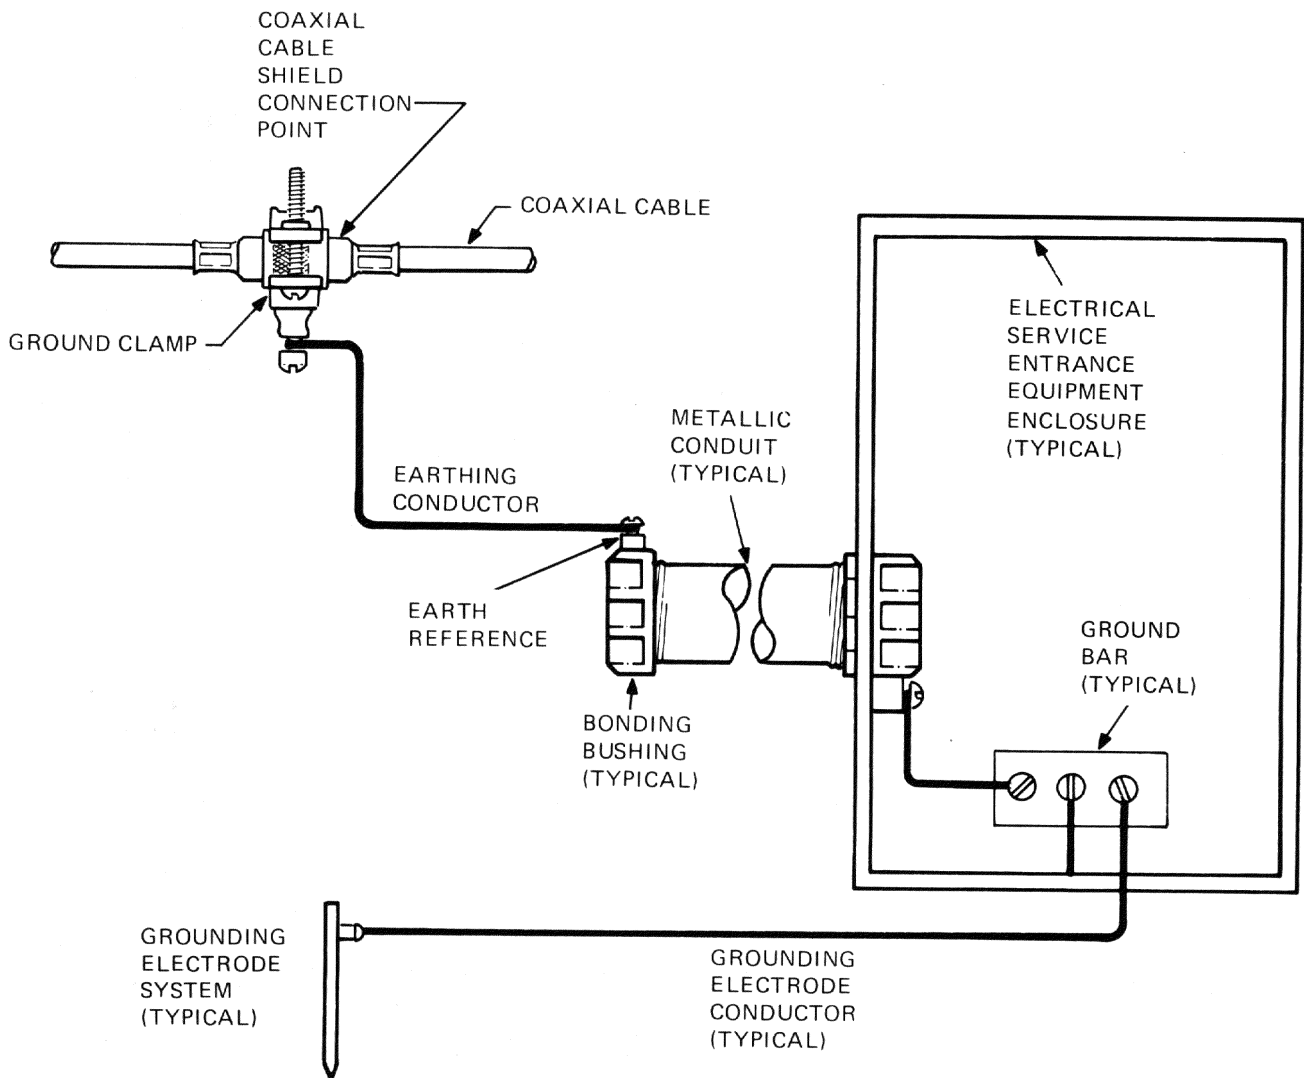 COAXIAL
CABLE
SHIELD
CONNECTION
POINT
COAXIAL CABLE
GROUND CLAMP
ELECTRICAL
SERVICE
ENTRANCE
EQUIPMENT
ENCLOSURE
(TYPICAL)
METALLIC
CONDUIT
(TYPICAL)
EARTHING
CONDUCTOR
EARTH
REFERENCE
GROUND
BAR
(TYPICAL)
BONDING
BUSHING
(TYPICAL)
GROUNDING
ELECTRODE
SYSTEM
(TYPICAL)
GROUNDING
ELECTRODE
CONDUCTOR
(TYPICAL)